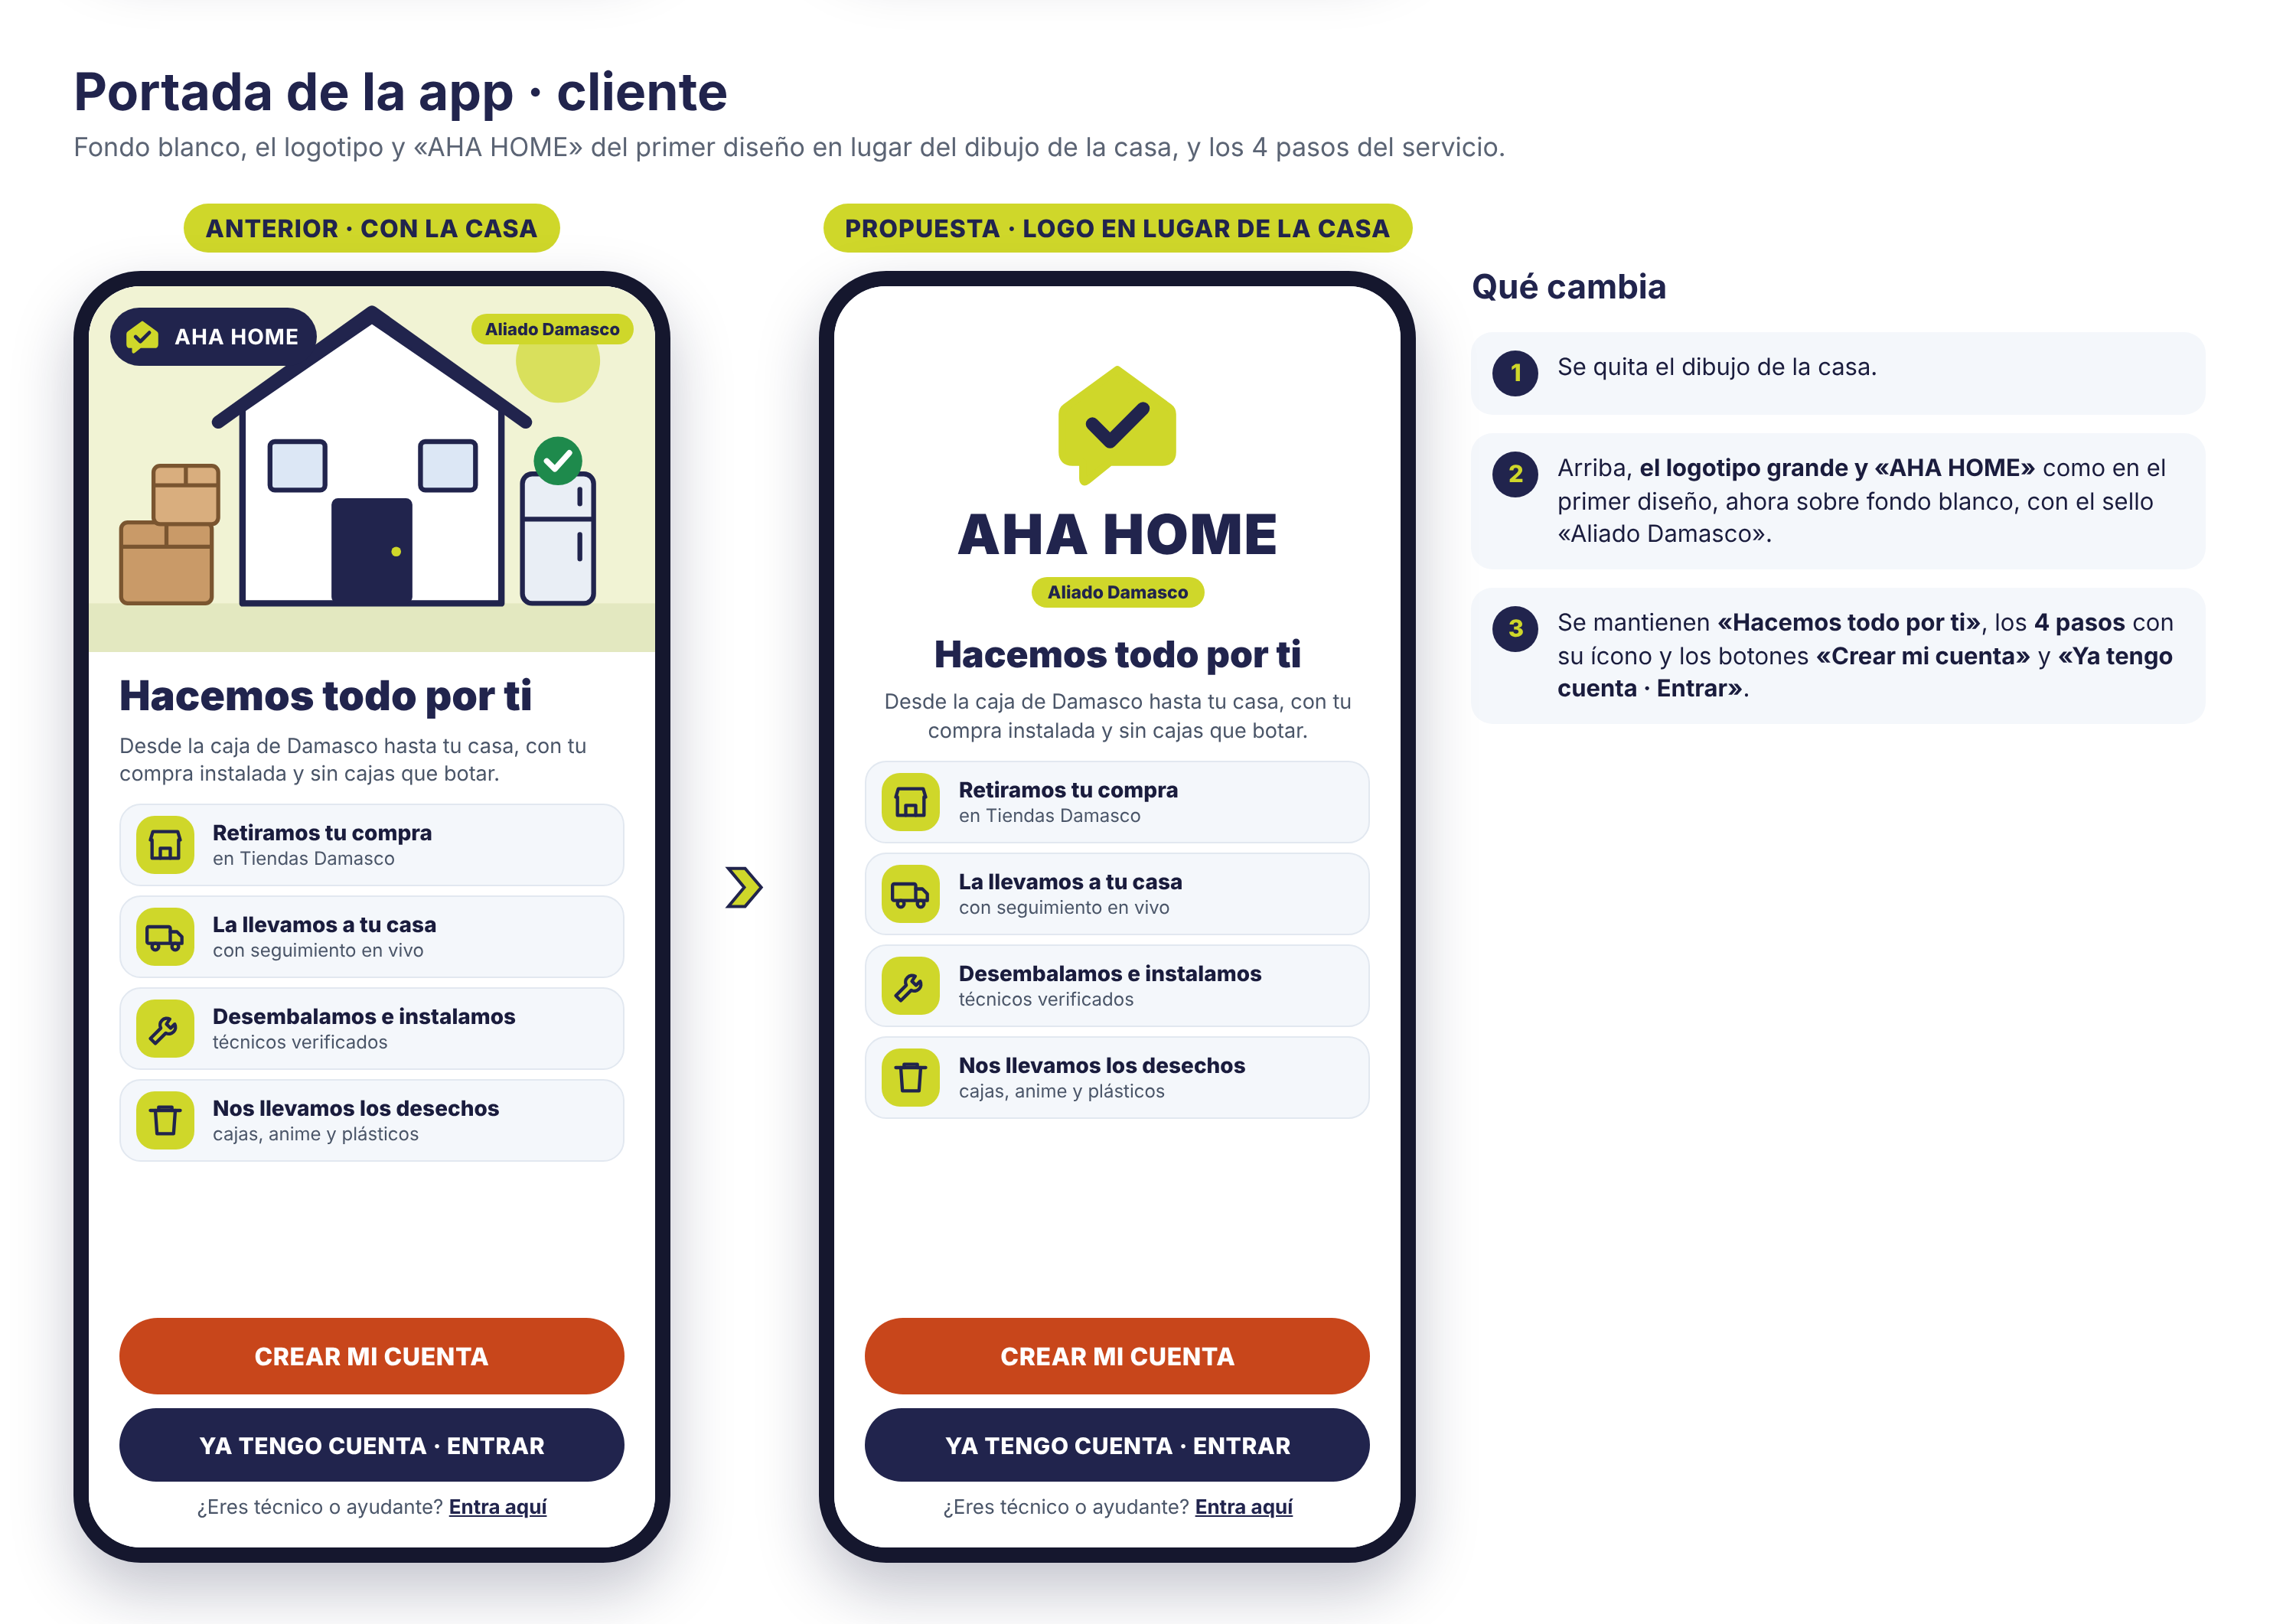 Portada de la app · cliente
Fondo blanco, el logotipo y «AHA HOME» del primer diseño en lugar del dibujo de la casa, y los 4 pasos del servicio.
ANTERIOR · CON LA CASA
AHA HOME
Aliado Damasco
Hacemos todo por ti
Desde la caja de Damasco hasta tu casa, con tu
compra instalada y sin cajas que botar.
Retiramos tu compra
en Tiendas Damasco
La llevamos a tu casa
con seguimiento en vivo
Desembalamos e instalamos
técnicos verificados
Nos llevamos los desechos
cajas, anime y plásticos
CREAR MI CUENTA
YA TENGO CUENTA · ENTRAR
¿Eres técnico o ayudante? Entra aquí
PROPUESTA · LOGO EN LUGAR DE LA CASA
AHA HOME
Aliado Damasco
Hacemos todo por ti
Desde la caja de Damasco hasta tu casa, con tu
compra instalada y sin cajas que botar.
Retiramos tu compra
en Tiendas Damasco
La llevamos a tu casa
con seguimiento en vivo
Desembalamos e instalamos
técnicos verificados
Nos llevamos los desechos
cajas, anime y plásticos
CREAR MI CUENTA
YA TENGO CUENTA · ENTRAR
¿Eres técnico o ayudante? Entra aquí
Qué cambia
1 Se quita el dibujo de la casa.
2 Arriba, el logotipo grande y «AHA HOME» como en el
primer diseño, ahora sobre fondo blanco, con el sello
«Aliado Damasco».
3 Se mantienen «Hacemos todo por ti», los 4 pasos con
su ícono y los botones «Crear mi cuenta» y «Ya tengo
cuenta · Entrar».